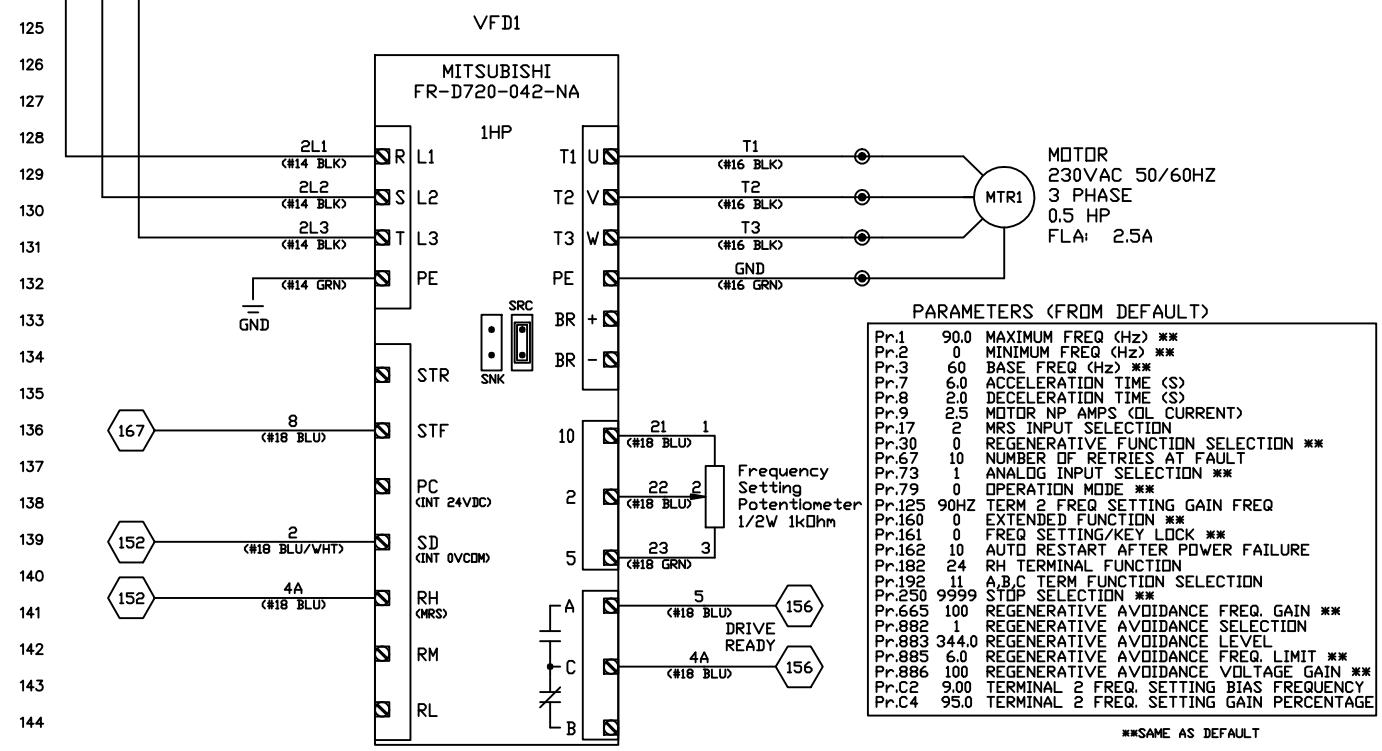 125
126
127
128
129
130
131
132
133
134
135
136
137
138
139
140
141
142
143
144
VFD1
MITSUBISHI
FR-D720-042-NA
1HP
2L1
(#14 BLK)
R L1
2L2
(#14 BLK)
S L2
2L3
(#14 BLK)
T L3
(#14 GRN)
PE
GND
T1 U
T2 V
T3 W
PE
BR +
BR -
SRC
SNK
T1
(#16 BLK)
T2
(#16 BLK)
T3
(#16 BLK)
GND
(#16 GRN)
MTR1
MOTOR
230VAC 50/60HZ
3 PHASE
0.5 HP
FLA: 2.5A
STR
167
8
(#18 BLU)
STF
PC
(INT 24VDC)
152
2
(#18 BLU/WHT)
SD
(INT 0VCOM)
152
4A
(#18 BLU)
RH
(MRS)
RM
RL
10
21 1
(#18 BLU)
2
22 2
(#18 BLU)
5
23 3
(#18 GRN)
Frequency
Setting
Potentiometer
1/2W 1kOhm
A
5
(#18 BLU)
156
DRIVE
READY
C
4A
(#18 BLU)
156
B
PARAMETERS (FROM DEFAULT)
Pr.1 90.0 MAXIMUM FREQ (Hz) **
Pr.2 0 MINIMUM FREQ (Hz) **
Pr.3 60 BASE FREQ (Hz) **
Pr.7 6.0 ACCELERATION TIME (S)
Pr.8 2.0 DECELERATION TIME (S)
Pr.9 2.5 MOTOR NP AMPS (OL CURRENT)
Pr.17 2 MRS INPUT SELECTION
Pr.30 0 REGENERATIVE FUNCTION SELECTION **
Pr.67 10 NUMBER OF RETRIES AT FAULT
Pr.73 1 ANALOG INPUT SELECTION **
Pr.79 0 OPERATION MODE **
Pr.125 90HZ TERM 2 FREQ SETTING GAIN FREQ
Pr.160 0 EXTENDED FUNCTION **
Pr.161 0 FREQ SETTING/KEY LOCK **
Pr.162 10 AUTO RESTART AFTER POWER FAILURE
Pr.182 24 RH TERMINAL FUNCTION
Pr.192 11 A,B,C TERM FUNCTION SELECTION
Pr.250 9999 STOP SELECTION **
Pr.665 100 REGENERATIVE AVOIDANCE FREQ. GAIN **
Pr.882 1 REGENERATIVE AVOIDANCE SELECTION
Pr.883 344.0 REGENERATIVE AVOIDANCE LEVEL
Pr.885 6.0 REGENERATIVE AVOIDANCE FREQ. LIMIT **
Pr.886 100 REGENERATIVE AVOIDANCE VOLTAGE GAIN **
Pr.C2 9.00 TERMINAL 2 FREQ. SETTING BIAS FREQUENCY
Pr.C4 95.0 TERMINAL 2 FREQ. SETTING GAIN PERCENTAGE
**SAME AS DEFAULT